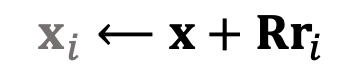 𝐱ᵢ ⟵ 𝐱 + 𝐑𝐫ᵢ